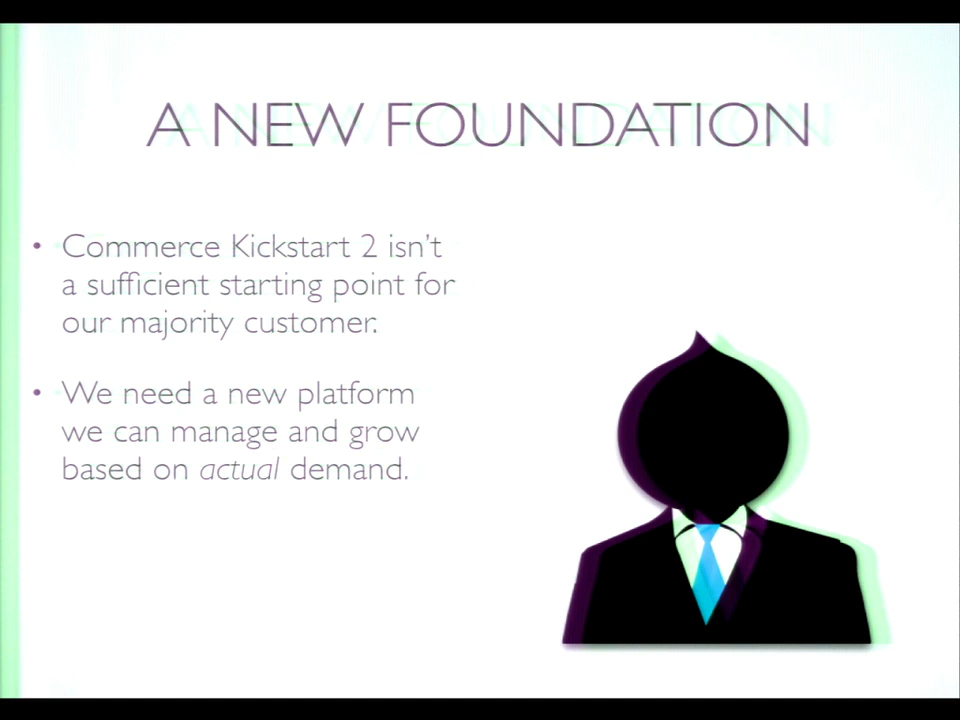 A NEW FOUNDATION
• Commerce Kickstart 2 isn't
a sufficient starting point for
our majority customer.
• We need a new platform
we can manage and grow
based on actual demand.